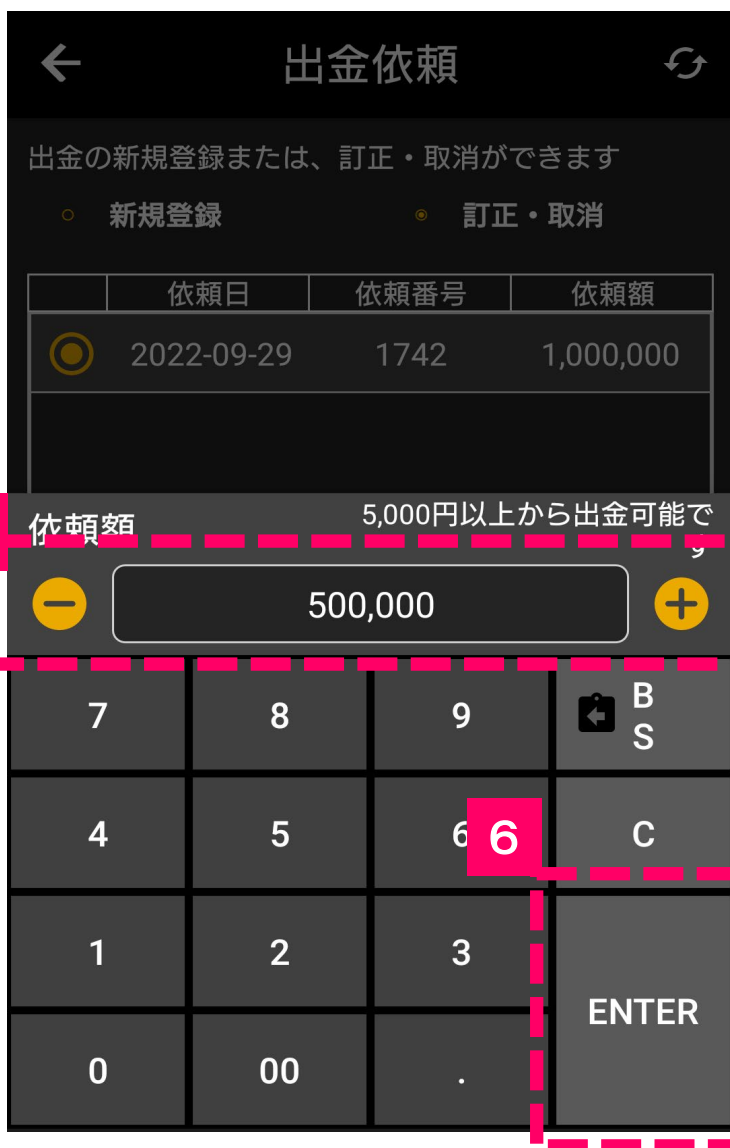 出金依頼
出金の新規登録または、訂正・取消ができます
新規登録 訂正・取消
依頼日 依頼番号 依頼額
2022-09-29 1742 1,000,000
依頼額 5,000円以上から出金可能で
す
500,000
7 8 9 B
S
4 5 6 6 C
1 2 3
ENTER
0 00 .